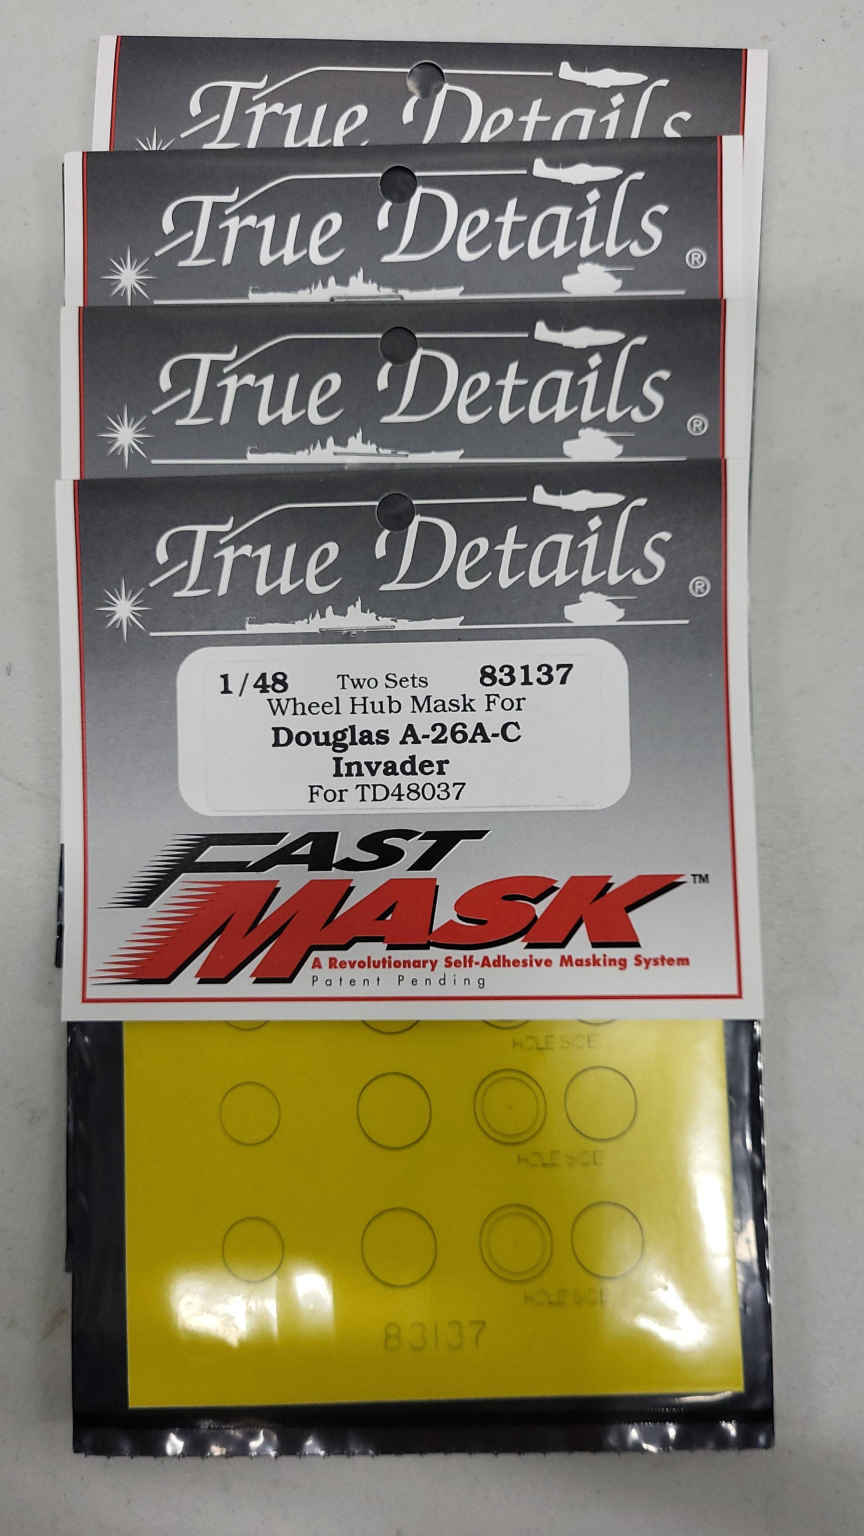 True Details
True Details ®
True Details ®
True Details ®
1/48 Two Sets 83137
Wheel Hub Mask For
Douglas A-26A-C
Invader
For TD48037
FAST
MASK ™
A Revolutionary Self-Adhesive Masking System
Patent Pending
HOLE SIDE
HOLE SIDE
HOLE SIDE
83137